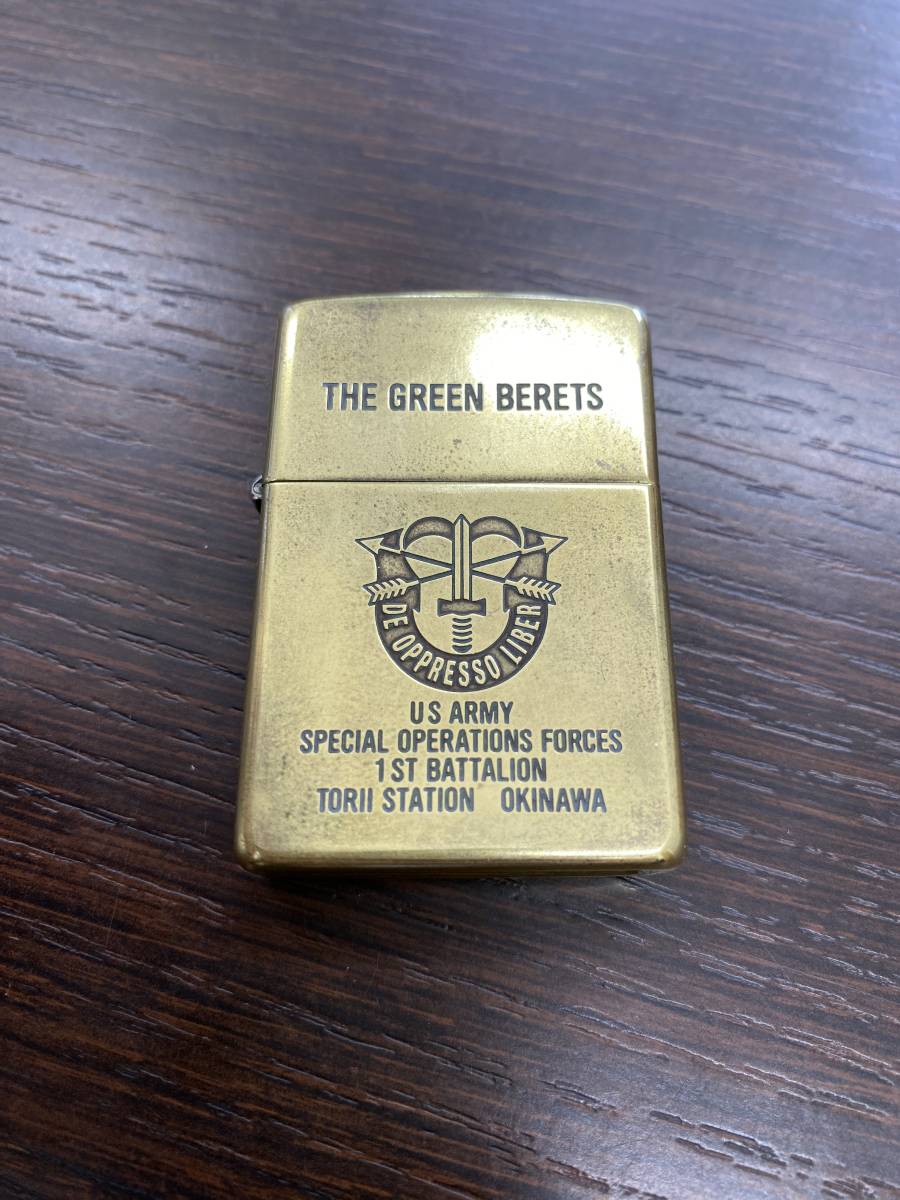 THE GREEN BERETS
DE OPPRESSO LIBER
US ARMY
SPECIAL OPERATIONS FORCES
1ST BATTALION
TORII STATION OKINAWA